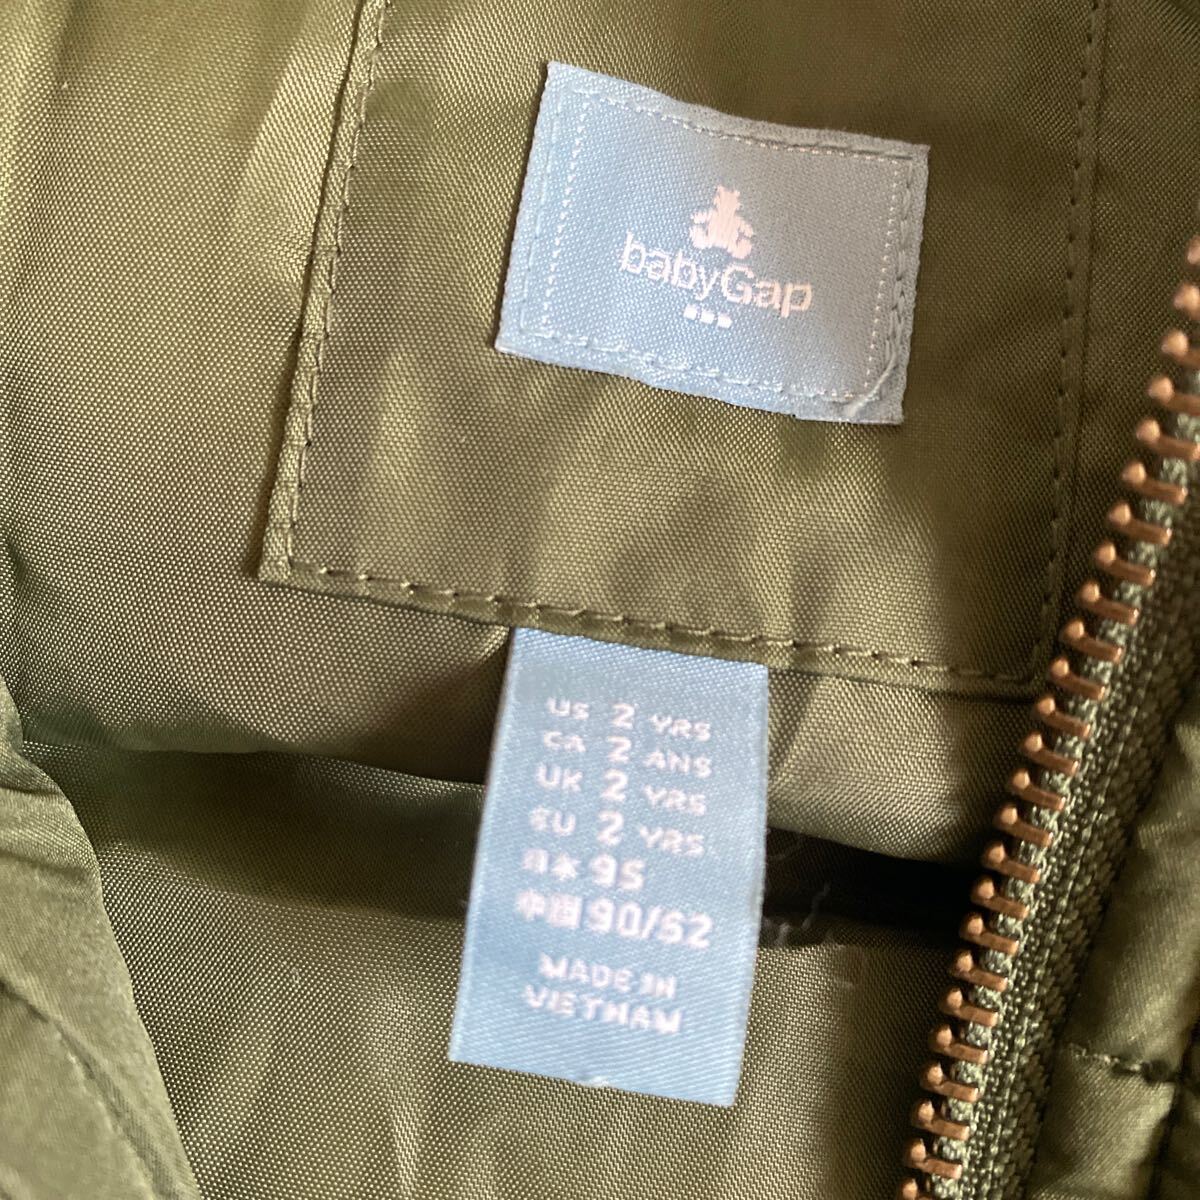 babyGap
US 2 YRS
CA 2 ANS
UK 2 YRS
EU 2 YRS
日本 95
中国 90/52
MADE IN
VIETNAM